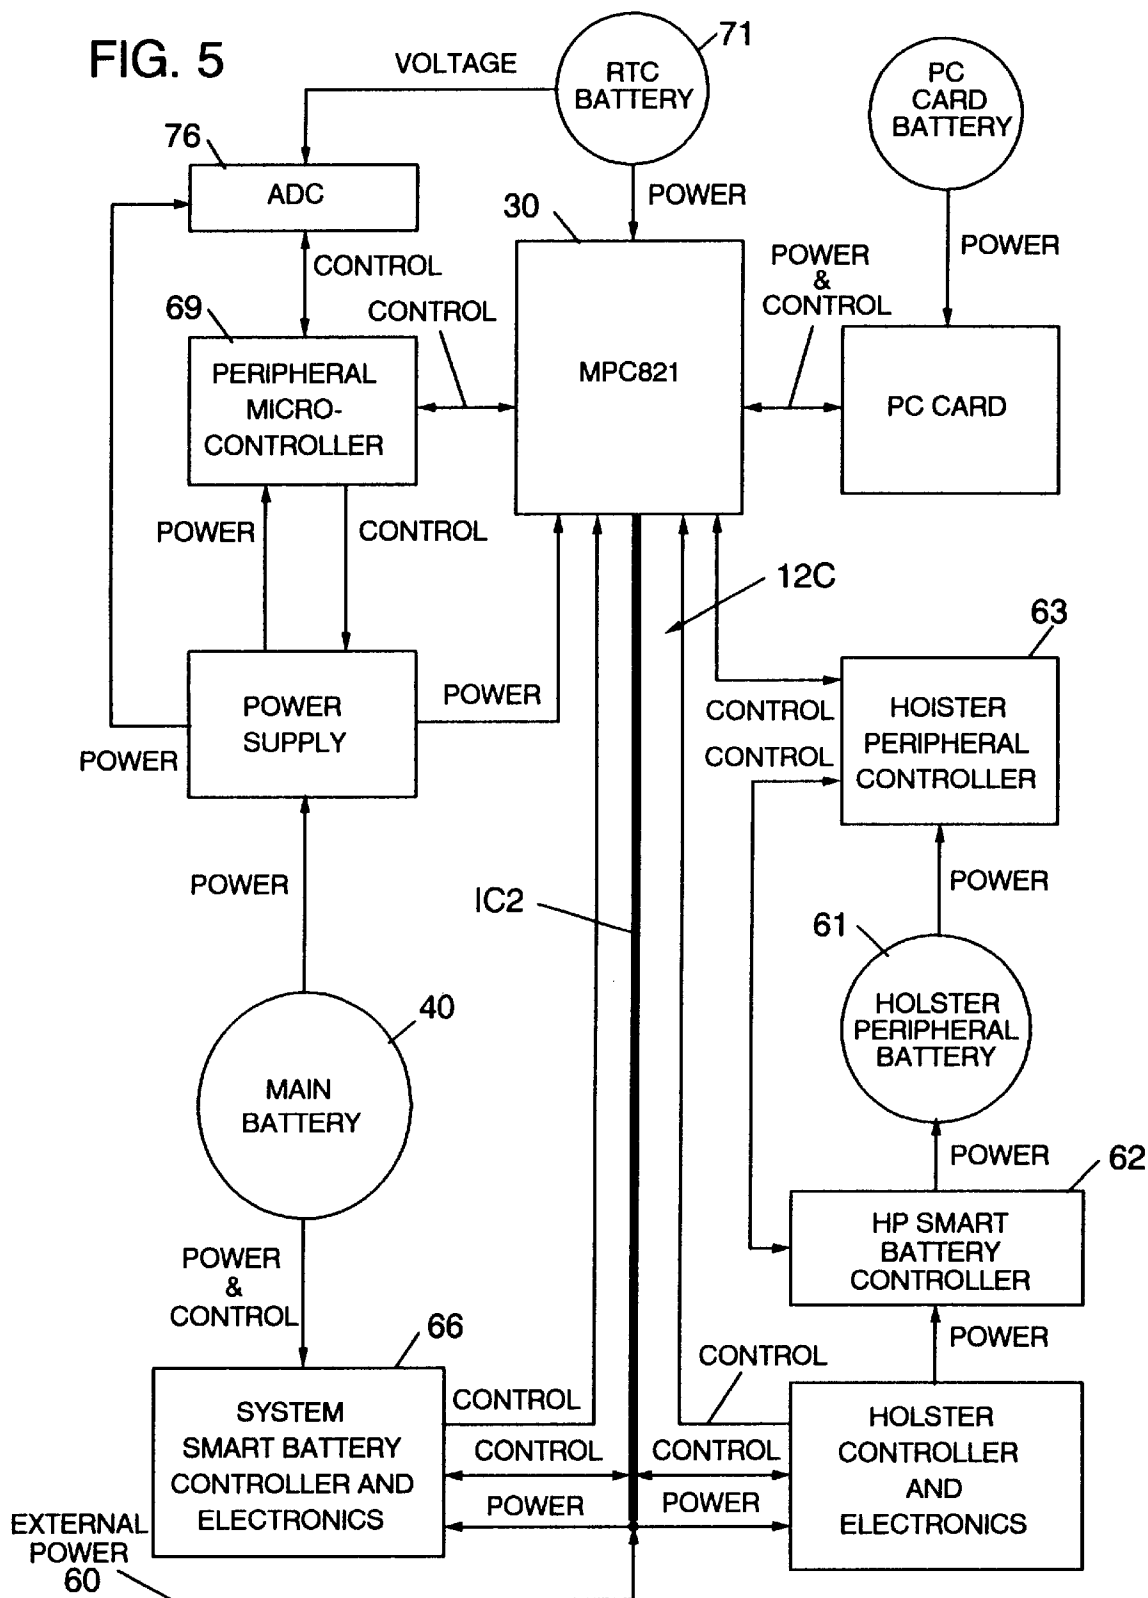 FIG. 5
VOLTAGE
RTC
BATTERY
71
PC
CARD
BATTERY
76
ADC
POWER
30
POWER
CONTROL
69
CONTROL
POWER
&
CONTROL
PERIPHERAL
MICRO-
CONTROLLER
MPC821
PC CARD
POWER
CONTROL
12C
63
POWER
SUPPLY
POWER
POWER
CONTROL
CONTROL
HOISTER
PERIPHERAL
CONTROLLER
POWER
IC2
POWER
61
HOLSTER
PERIPHERAL
BATTERY
40
MAIN
BATTERY
POWER
62
HP SMART
BATTERY
CONTROLLER
POWER
&
CONTROL
66
POWER
CONTROL
SYSTEM
SMART BATTERY
CONTROLLER AND
ELECTRONICS
CONTROL
CONTROL
POWER
CONTROL
POWER
HOLSTER
CONTROLLER
AND
ELECTRONICS
EXTERNAL
POWER
60